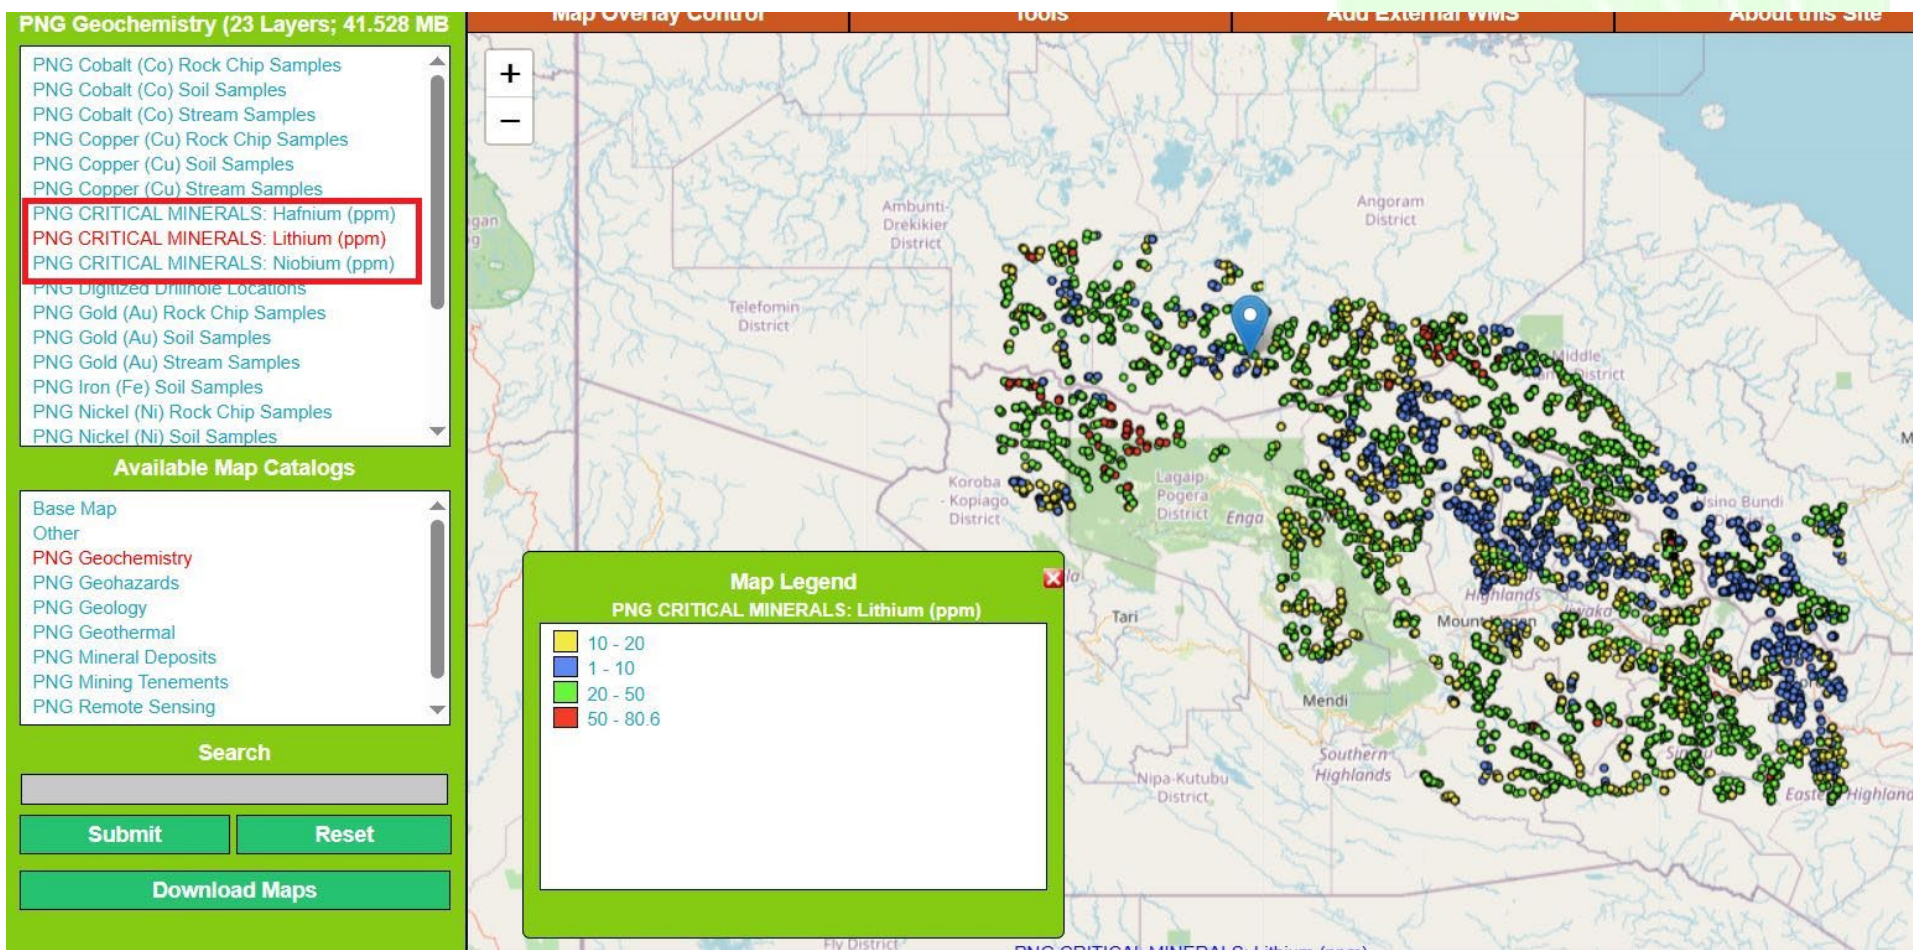 PNG Geochemistry (23 Layers; 41.528 MB
Map Overlay Control
Tools
Add External WMS
About this Site
PNG Cobalt (Co) Rock Chip Samples
PNG Cobalt (Co) Soil Samples
PNG Cobalt (Co) Stream Samples
PNG Copper (Cu) Rock Chip Samples
PNG Copper (Cu) Soil Samples
PNG Copper (Cu) Stream Samples
PNG CRITICAL MINERALS: Hafnium (ppm)
PNG CRITICAL MINERALS: Lithium (ppm)
PNG CRITICAL MINERALS: Niobium (ppm)
PNG Digitized Drillhole Locations
PNG Gold (Au) Rock Chip Samples
PNG Gold (Au) Soil Samples
PNG Gold (Au) Stream Samples
PNG Iron (Fe) Soil Samples
PNG Nickel (Ni) Rock Chip Samples
PNG Nickel (Ni) Soil Samples
Available Map Catalogs
Base Map
Other
PNG Geochemistry
PNG Geohazards
PNG Geology
PNG Geothermal
PNG Mineral Deposits
PNG Mining Tenements
PNG Remote Sensing
Search
Submit
Reset
Download Maps
+
−
Ambunti-
Drekikier
District
Angoram
District
Telefomin
District
Middle
District
Koroba
- Kopiago
District
Lagaip-
Pogera
District
Enga
Usino Bundi
Highlands
Jiwaka
Tari
Mount
Mendi
Southern
Highlands
Nipa-Kutubu
District
Eastern Highland
Fly District
Map Legend
PNG CRITICAL MINERALS: Lithium (ppm)
10 - 20
1 - 10
20 - 50
50 - 80.6
PNG CRITICAL MINERALS: Lithium (ppm)